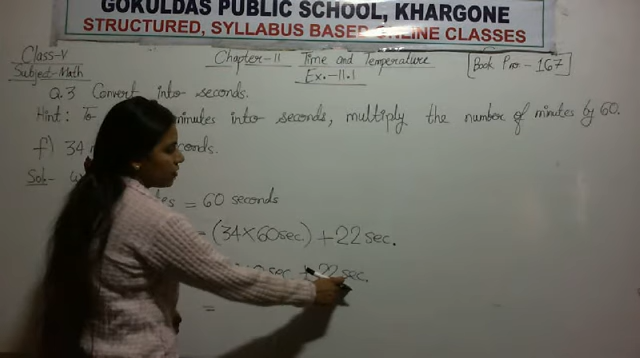 GOKULDAS PUBLIC SCHOOL, KHARGONE
STRUCTURED, SYLLABUS BASED ONLINE CLASSES
Class-V
Chapter-11 Time and Temperature
[Book Pno.-167]
Subject-Math
Ex.-11.1
Q.3 Convert into seconds.
Hint: To minutes into seconds, multiply the number of minutes by 60.
f) 34 conds.
Sol-
= 60 seconds
= (34×60sec.) +22 sec.
sec. +22 sec.
=